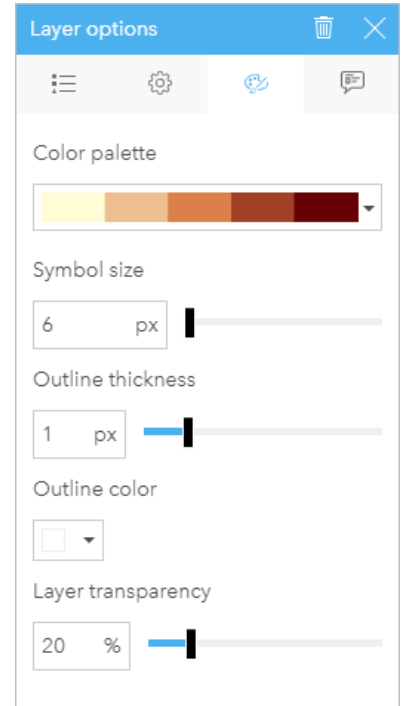 Layer options
Color palette
Symbol size
6 px
Outline thickness
1 px
Outline color
Layer transparency
20 %